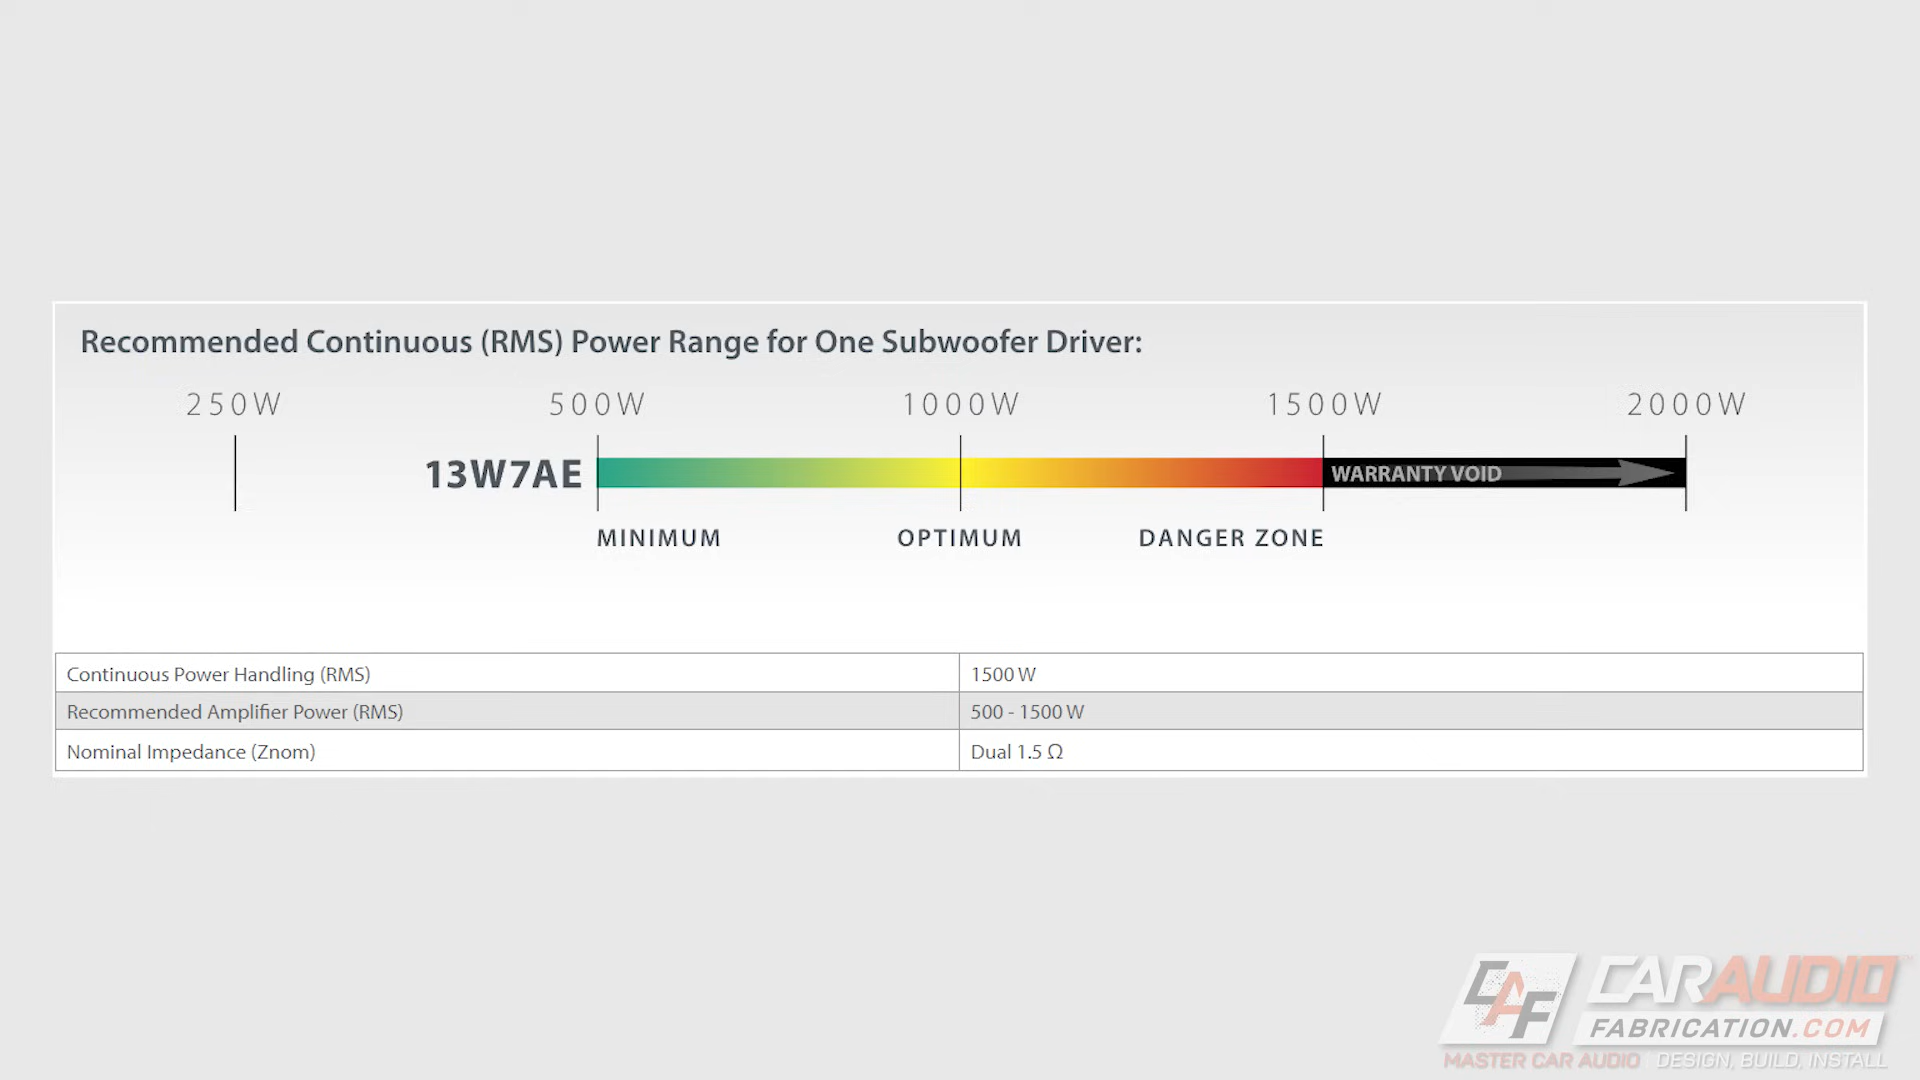 Recommended Continuous (RMS) Power Range for One Subwoofer Driver:
250W 500W 1000W 1500W 2000W
13W7AE WARRANTY VOID
MINIMUM OPTIMUM DANGER ZONE
Continuous Power Handling (RMS) 1500 W
Recommended Amplifier Power (RMS) 500 - 1500 W
Nominal Impedance (Znom) Dual 1.5 Ω
CAF CARAUDIO
FABRICATION.COM
MASTER CAR AUDIO DESIGN, BUILD, INSTALL